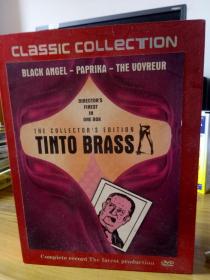 CLASSIC COLLECTION
BLACK ANGEL - PAPRIKA - THE VOYREUR
DIRECTOR'S
FINEST
IN
ONE BOX
THE COLLECTOR'S EDITION
TINTO BRASS
Complete record The latest production
DVD